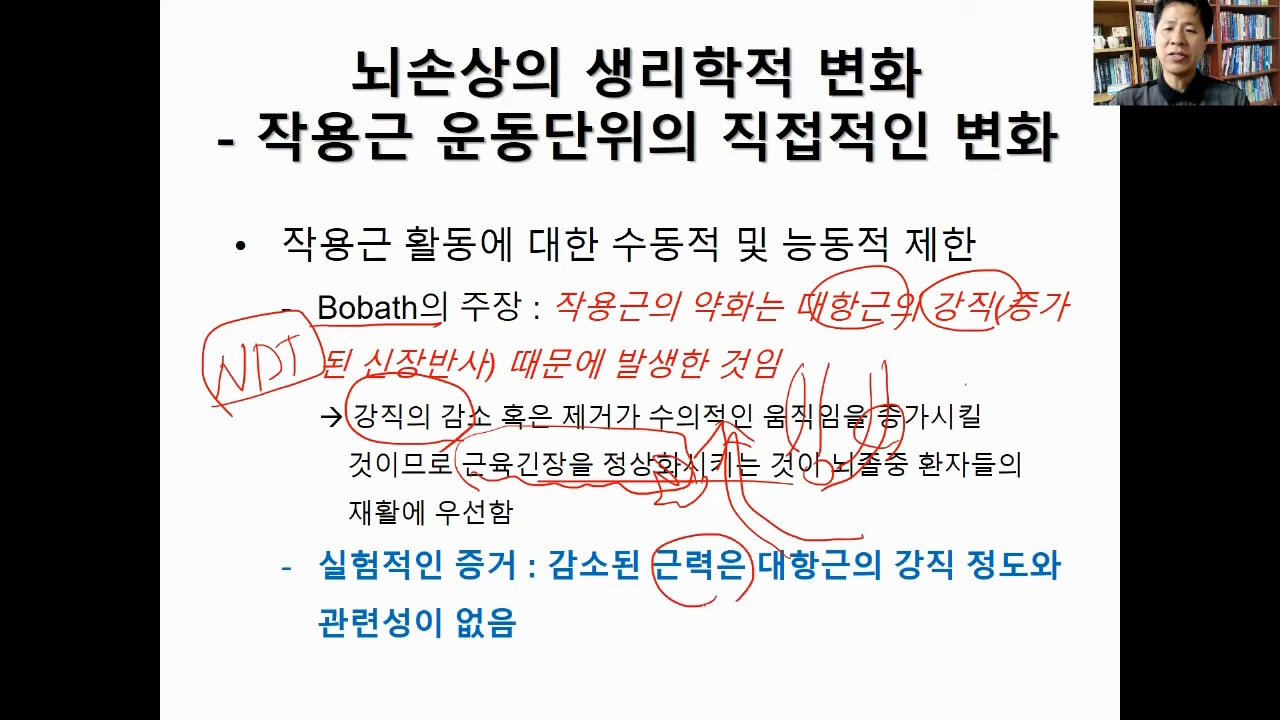 뇌손상의 생리학적 변화
- 작용근 운동단위의 직접적인 변화
• 작용근 활동에 대한 수동적 및 능동적 제한
- Bobath의 주장 : 작용근의 약화는 대항근의 강직(증가
NDT
된 신장반사) 때문에 발생한 것임
→ 강직의 감소 혹은 제거가 수의적인 움직임을 증가시킬
것이므로 근육긴장을 정상화시키는 것이 뇌졸중 환자들의
재활에 우선함
- 실험적인 증거 : 감소된 근력은 대항근의 강직 정도와
관련성이 없음